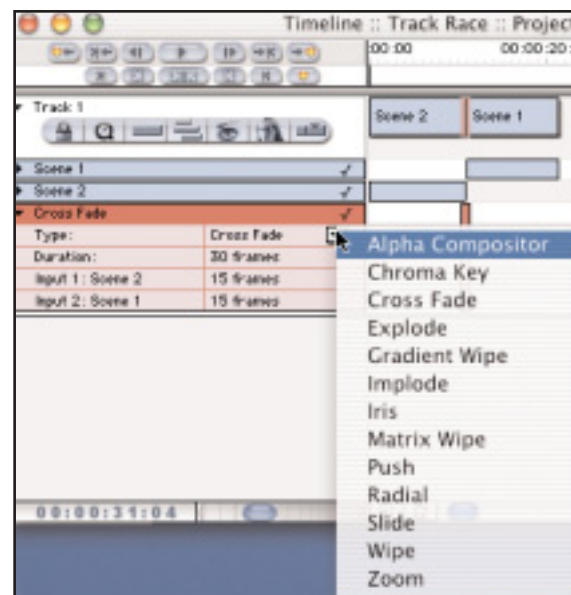 Timeline :: Track Race :: Project
00:00 00:00:20:
Track 1
Scene 2 Scene 1
Scene 1
Scene 2
Cross Fade
Type: Cross Fade
Duration: 30 frames
Input 1: Scene 2 15 frames
Input 2: Scene 1 15 frames
Alpha Compositor
Chroma Key
Cross Fade
Explode
Gradient Wipe
Implode
Iris
Matrix Wipe
Push
Radial
Slide
Wipe
Zoom
00:00:31:04